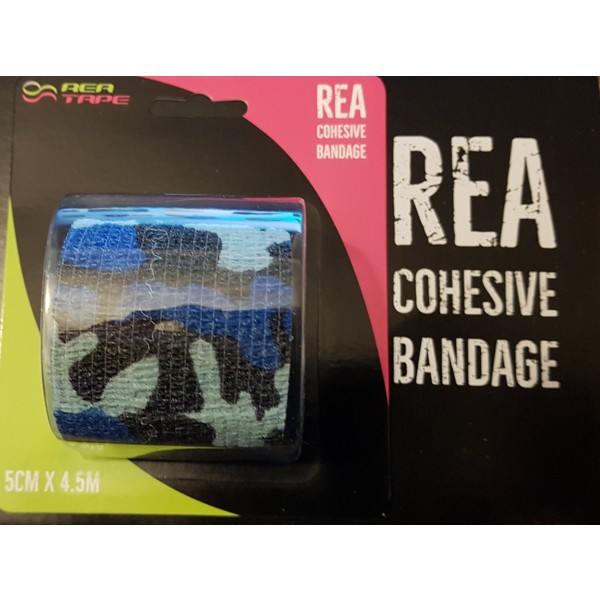 REA
TAPE
REA
COHESIVE
BANDAGE
REA
COHESIVE
BANDAGE
5CM X 4.5M